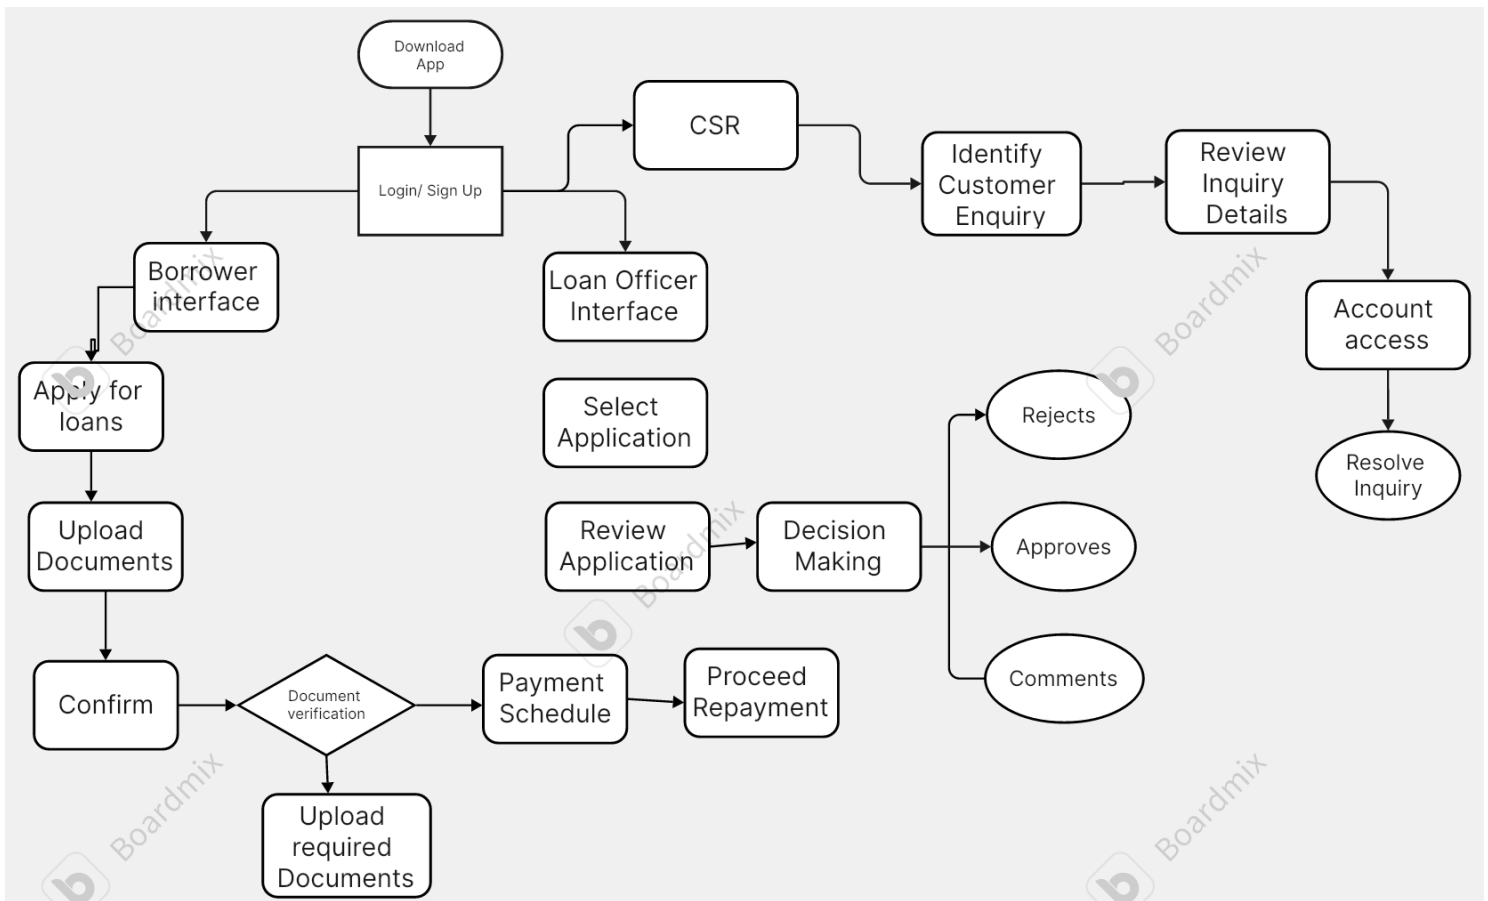 Download
App
Login/ Sign Up
CSR
Identify
Customer
Enquiry
Review
Inquiry
Details
Borrower
interface
Loan Officer
Interface
Account
access
Apply for
loans
Select
Application
Rejects
Resolve
Inquiry
Upload
Documents
Review
Application
Decision
Making
Approves
Confirm
Document
verification
Payment
Schedule
Proceed
Repayment
Comments
Upload
required
Documents
Boardmix
Boardmix
Boardmix
Boardmix
Boardmix